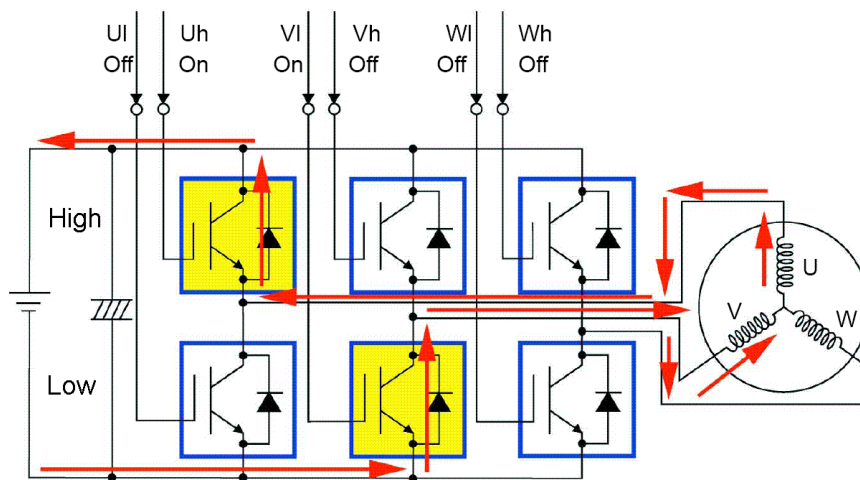 Ul Uh Vl Vh Wl Wh
Off On On Off Off Off
High
Low
U
V
W